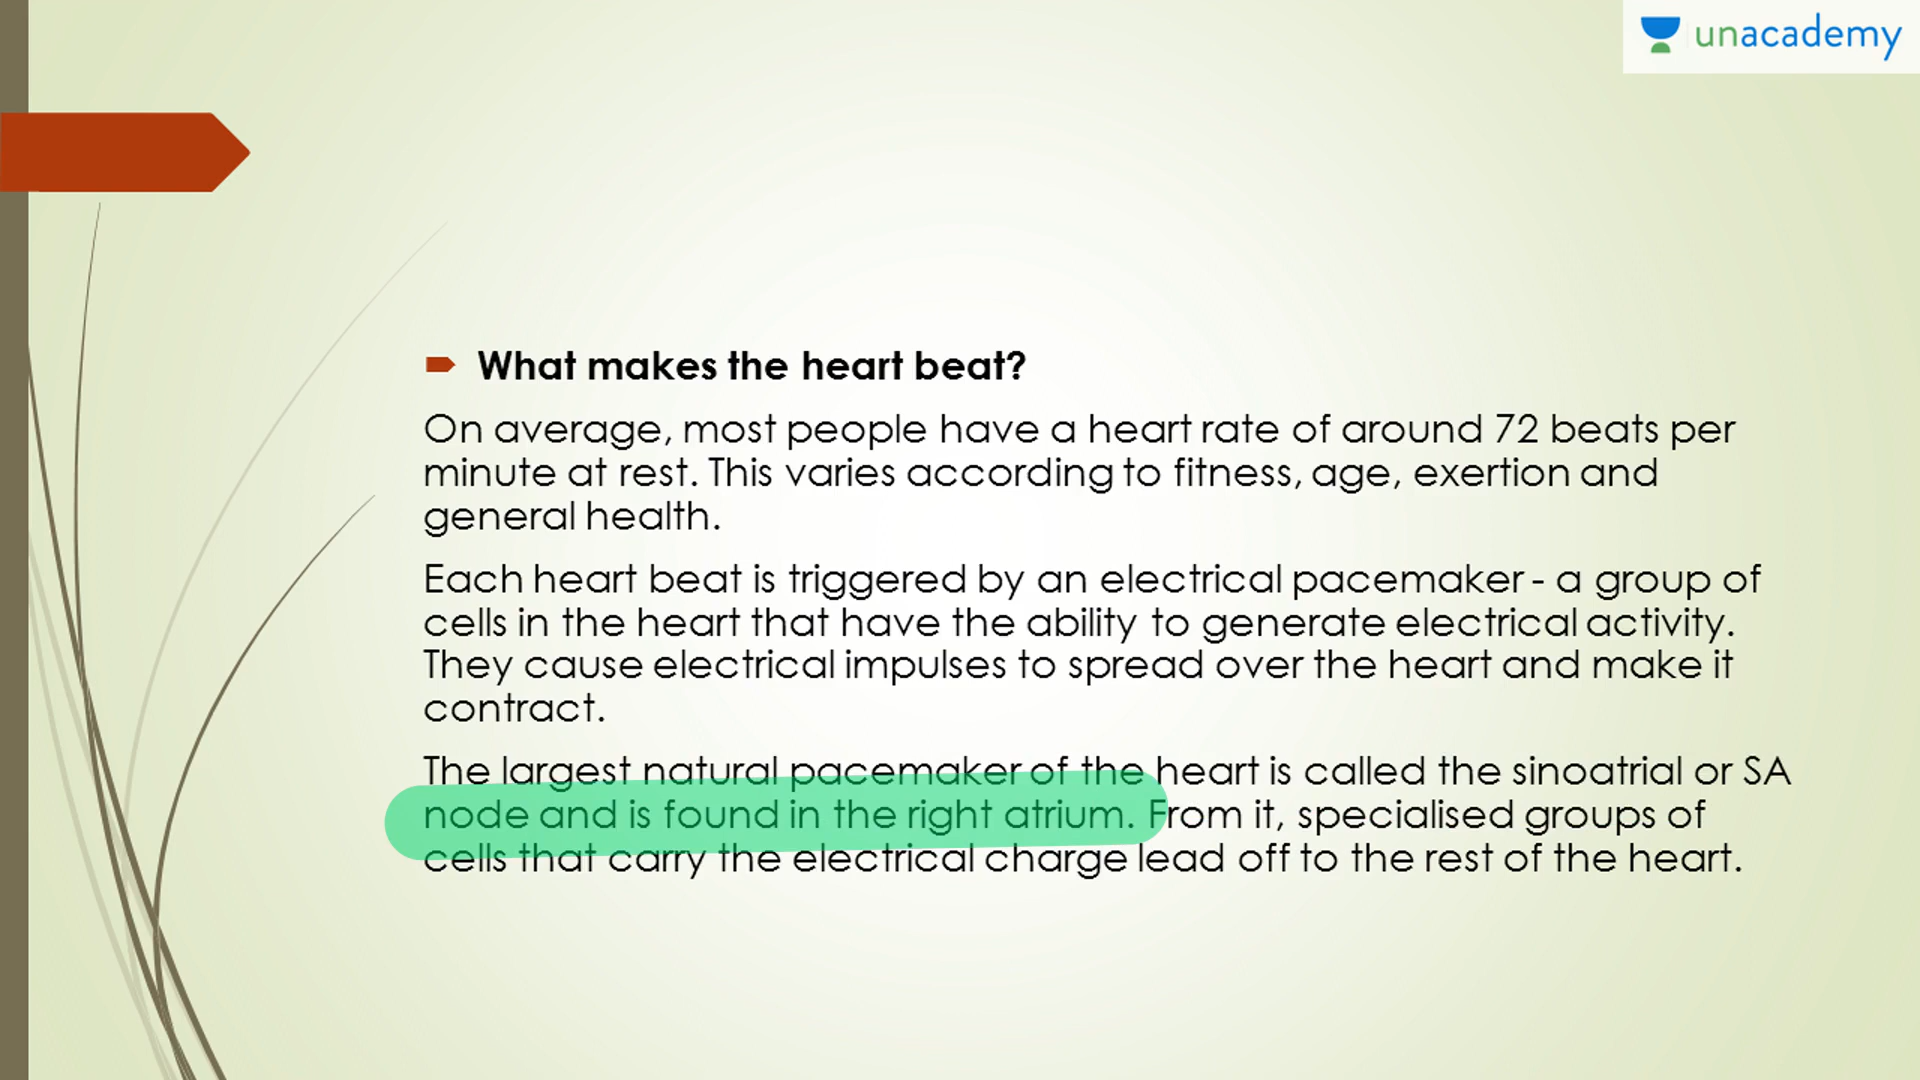 unacademy
What makes the heart beat?
On average, most people have a heart rate of around 72 beats per
minute at rest. This varies according to fitness, age, exertion and
general health.
Each heart beat is triggered by an electrical pacemaker - a group of
cells in the heart that have the ability to generate electrical activity.
They cause electrical impulses to spread over the heart and make it
contract.
The largest natural pacemaker of the heart is called the sinoatrial or SA
node and is found in the right atrium. From it, specialised groups of
cells that carry the electrical charge lead off to the rest of the heart.